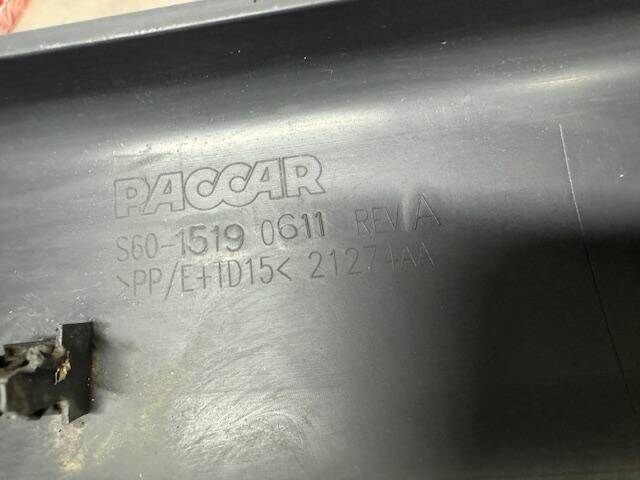 PACCAR
S60-1519 0611 REV A
>PP/E+TD15< 21274AA